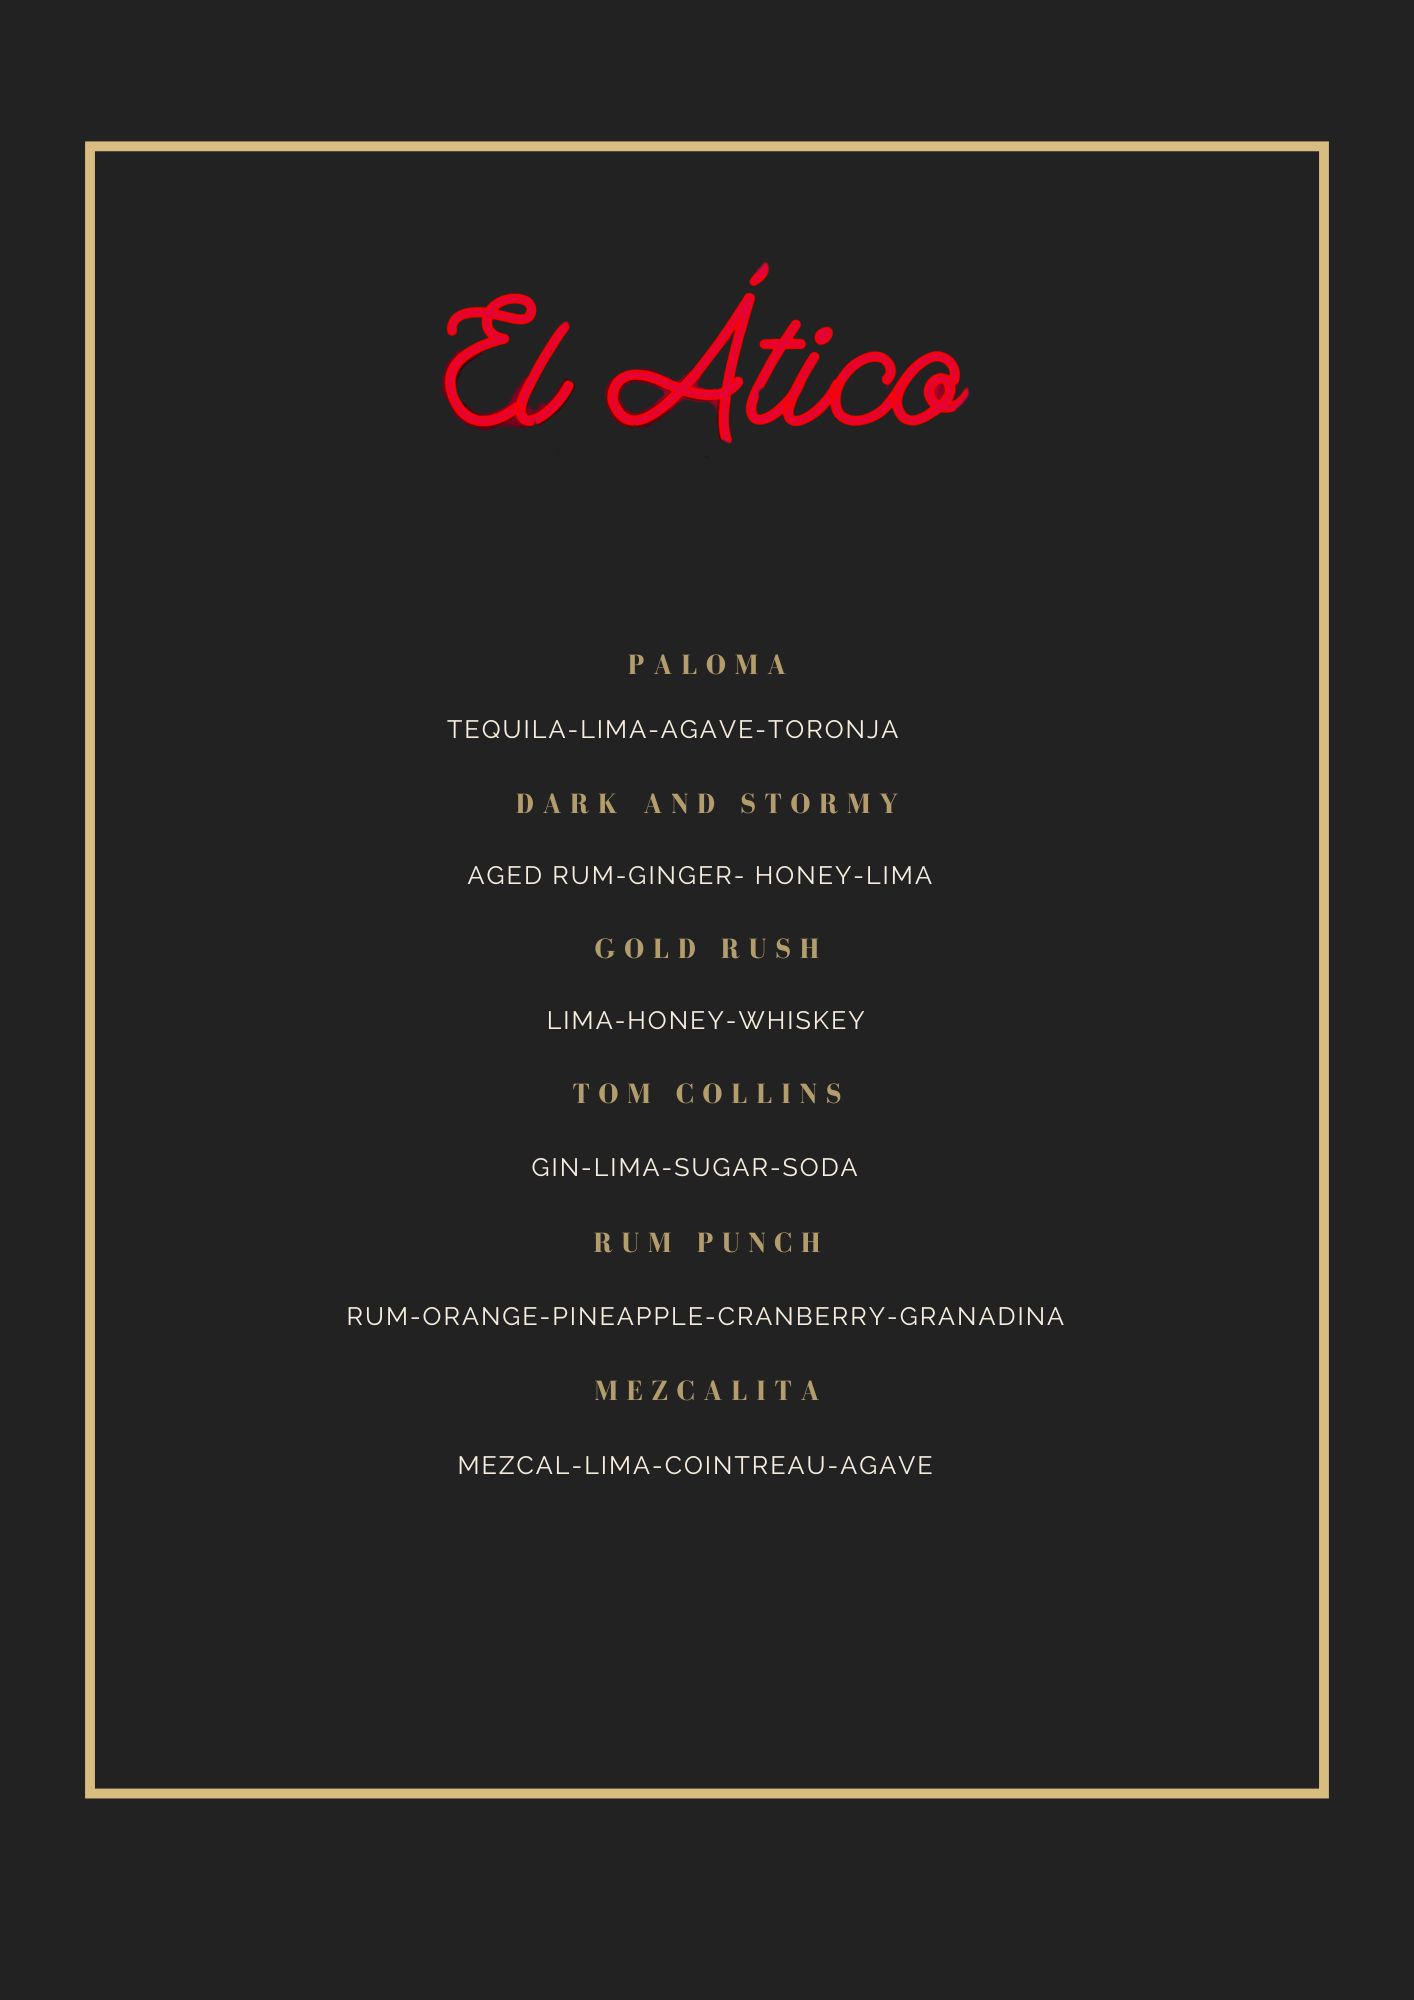 El Ático
PALOMA
TEQUILA-LIMA-AGAVE-TORONJA
DARK AND STORMY
AGED RUM-GINGER- HONEY-LIMA
GOLD RUSH
LIMA-HONEY-WHISKEY
TOM COLLINS
GIN-LIMA-SUGAR-SODA
RUM PUNCH
RUM-ORANGE-PINEAPPLE-CRANBERRY-GRANADINA
MEZCALITA
MEZCAL-LIMA-COINTREAU-AGAVE